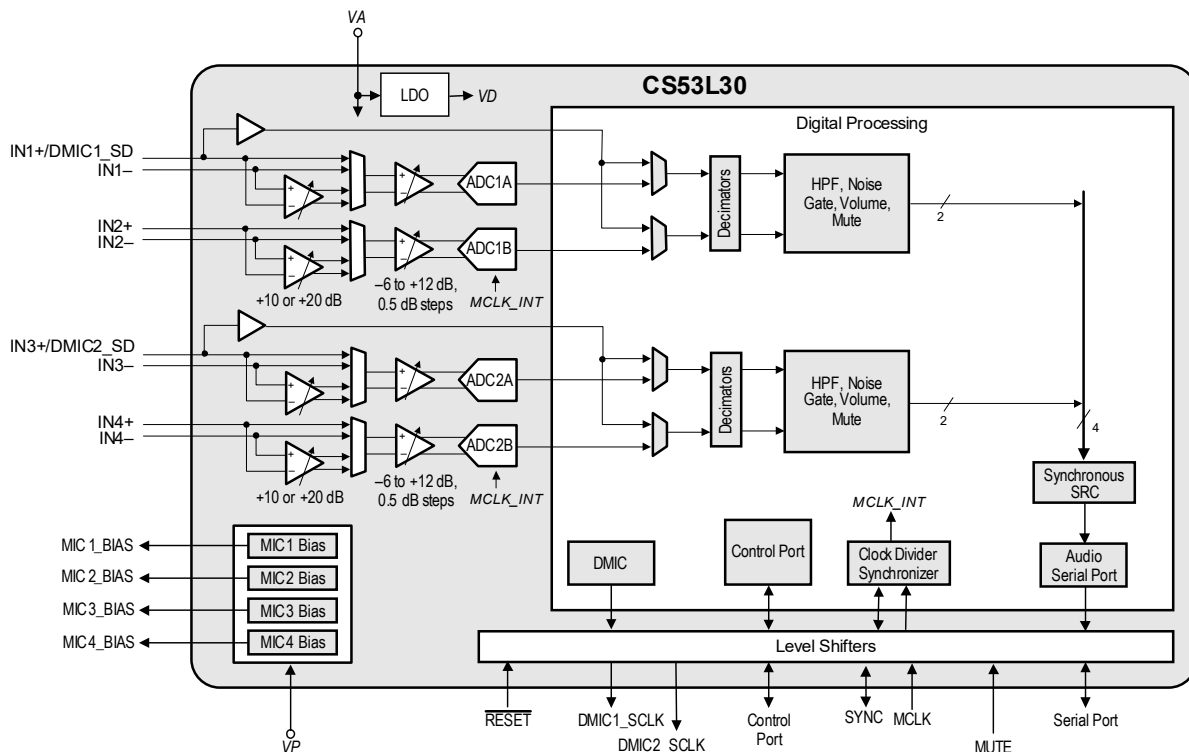 VA
CS53L30
LDO
VD
Digital Processing
IN1+/DMIC1_SD
IN1–
+
–
+
–
ADC1A
Decimators
HPF, Noise
Gate, Volume,
Mute
2
IN2+
IN2–
+
–
+
–
ADC1B
+10 or +20 dB
–6 to +12 dB,
0.5 dB steps
MCLK_INT
IN3+/DMIC2_SD
IN3–
+
–
+
–
ADC2A
Decimators
HPF, Noise
Gate, Volume,
Mute
2
4
IN4+
IN4–
+
–
+
–
ADC2B
+10 or +20 dB
–6 to +12 dB,
0.5 dB steps
MCLK_INT
Synchronous
SRC
MCLK_INT
MIC1_BIAS
MIC1 Bias
MIC2_BIAS
MIC2 Bias
MIC3_BIAS
MIC3 Bias
MIC4_BIAS
MIC4 Bias
DMIC
Control Port
Clock Divider
Synchronizer
Audio
Serial Port
Level Shifters
VP
RESET
DMIC1_SCLK
DMIC2_SCLK
Control
Port
SYNC
MCLK
MUTE
Serial Port